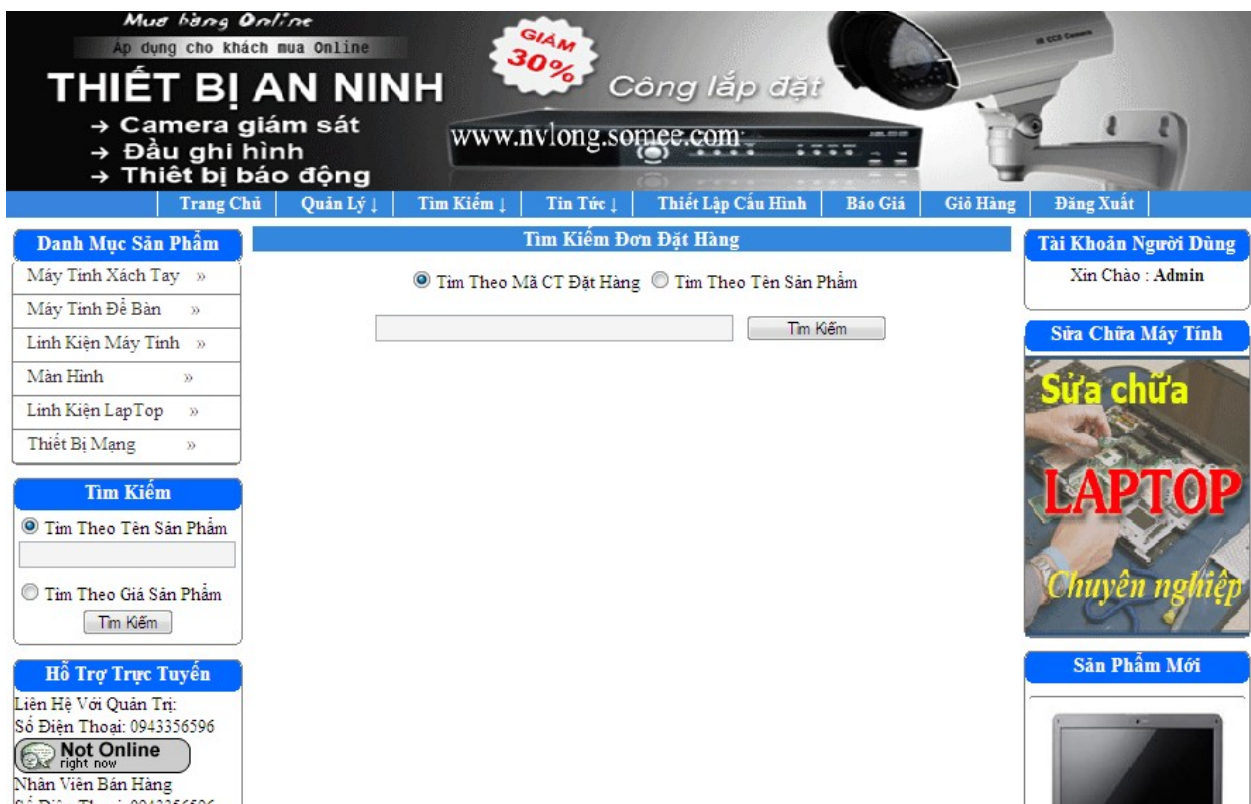 Mua hàng Online
Áp dụng cho khách mua Online
GIẢM
30%
THIẾT BỊ AN NINH
Công lắp đặt
→ Camera giám sát
→ Đầu ghi hình
→ Thiêt bị báo động
www.nvlong.somee.com
Trang Chủ Quản Lý ↓ Tìm Kiếm ↓ Tin Tức ↓ Thiết Lập Cấu Hình Báo Giá Giỏ Hàng Đăng Xuất
Danh Mục Sản Phẩm
Máy Tính Xách Tay »
Máy Tính Để Bàn »
Linh Kiện Máy Tính »
Màn Hình »
Linh Kiện LapTop »
Thiết Bị Mạng »
Tìm Kiếm
Tìm Theo Tên Sản Phẩm
Tìm Theo Giá Sản Phẩm
Tìm Kiếm
Hỗ Trợ Trực Tuyến
Liên Hệ Với Quản Trị:
Số Điện Thoại: 0943356596
Not Online
right now
Nhân Viên Bán Hàng
Số Điện Thoại: 0943356596
Tìm Kiếm Đơn Đặt Hàng
Tìm Theo Mã CT Đặt Hàng Tìm Theo Tên Sản Phẩm
Tìm Kiếm
Tài Khoản Người Dùng
Xin Chào : Admin
Sửa Chữa Máy Tính
Sửa chữa
LAPTOP
Chuyên nghiệp
Sản Phẩm Mới